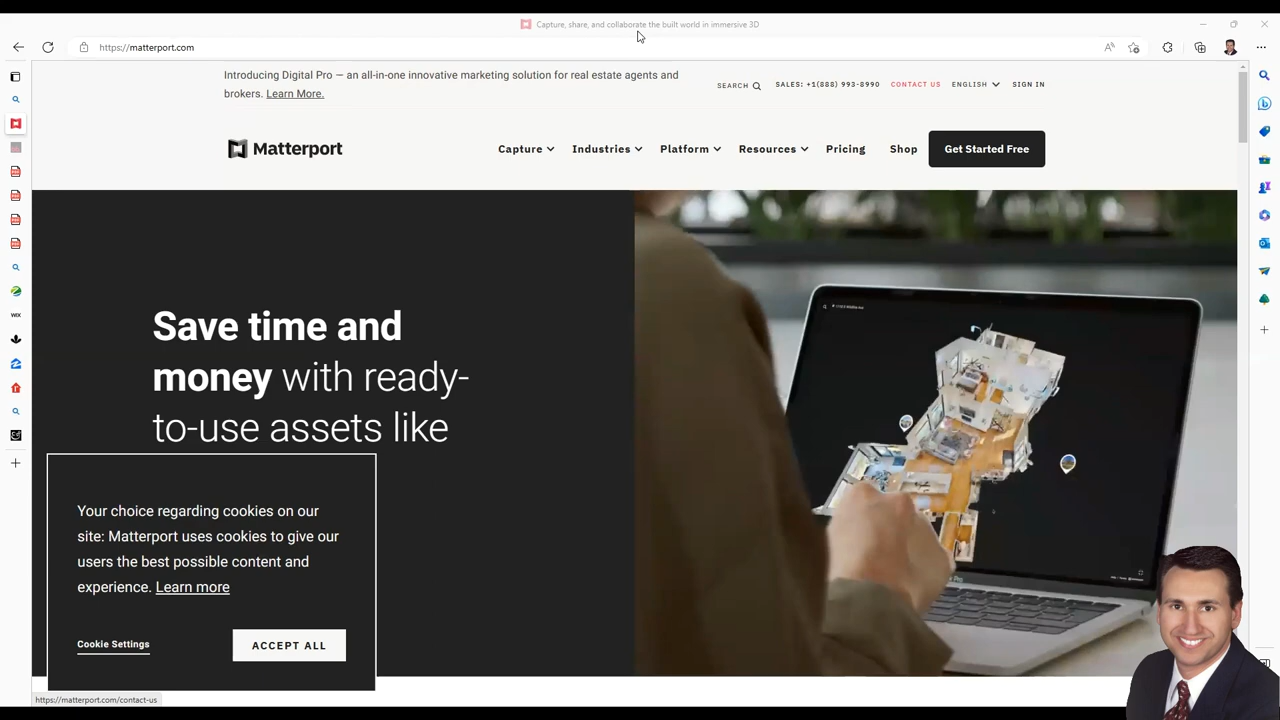 Capture, share, and collaborate the built world in immersive 3D
https://matterport.com
Introducing Digital Pro — an all-in-one innovative marketing solution for real estate agents and
brokers. Learn More.
SEARCH
SALES: +1(888) 993-8990
CONTACT US
ENGLISH
SIGN IN
Matterport
Capture
Industries
Platform
Resources
Pricing
Shop
Get Started Free
Save time and
money with ready-
to-use assets like
Your choice regarding cookies on our
site: Matterport uses cookies to give our
users the best possible content and
experience. Learn more
Cookie Settings
ACCEPT ALL
https://matterport.com/contact-us